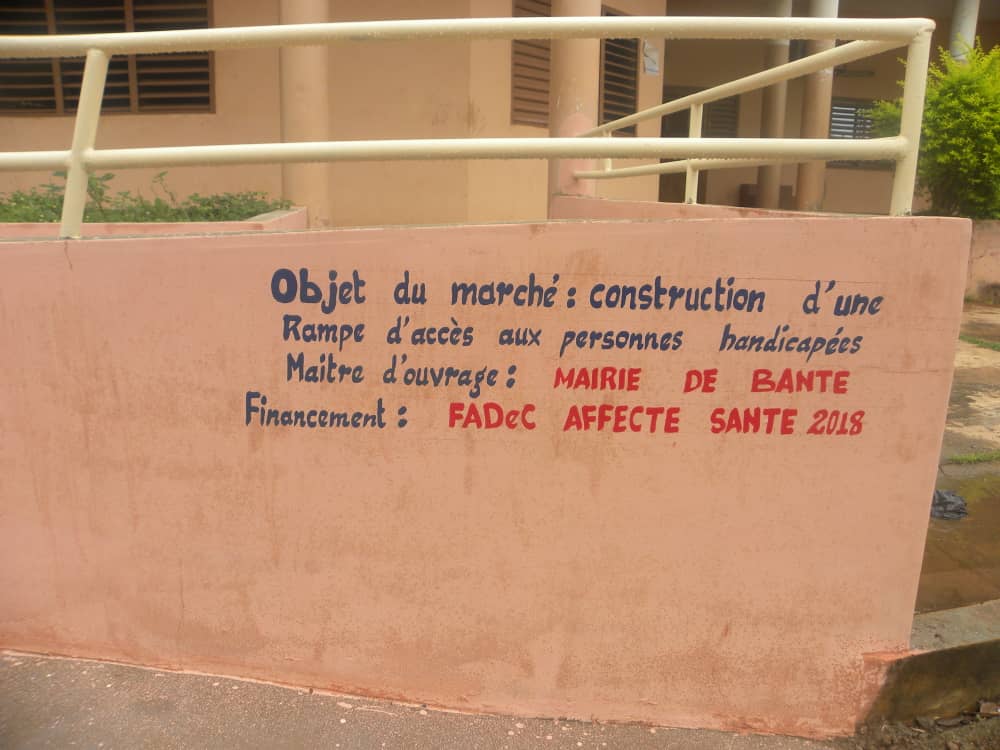 Objet du marché : construction d'une
Rampe d'accès aux personnes handicapées
Maitre d'ouvrage : MAIRIE DE BANTE
Financement : FADeC AFFECTE SANTE 2018